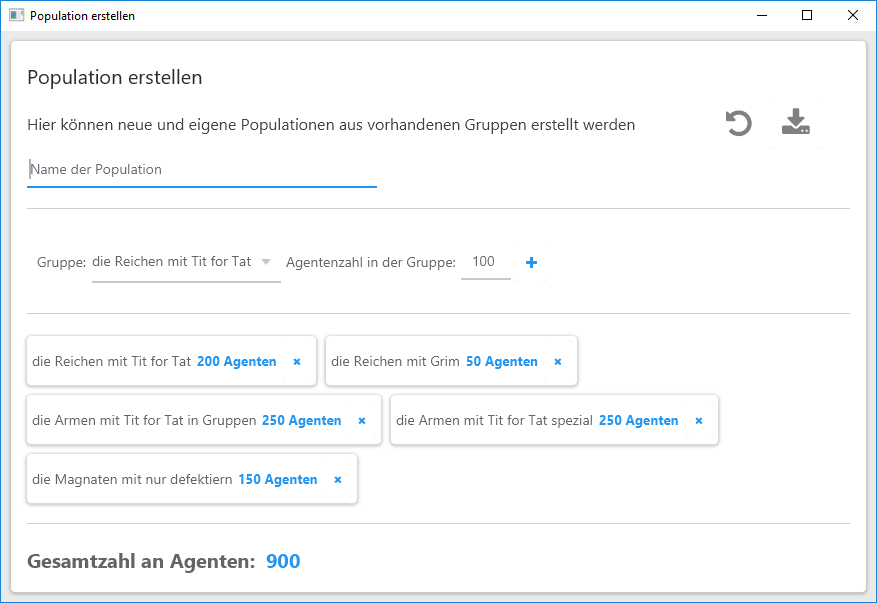 Population erstellen
Population erstellen
Hier können neue und eigene Populationen aus vorhandenen Gruppen erstellt werden
Name der Population
Gruppe: die Reichen mit Tit for Tat Agentenzahl in der Gruppe: 100
die Reichen mit Tit for Tat 200 Agenten × die Reichen mit Grim 50 Agenten ×
die Armen mit Tit for Tat in Gruppen 250 Agenten × die Armen mit Tit for Tat spezial 250 Agenten ×
die Magnaten mit nur defektiern 150 Agenten ×
Gesamtzahl an Agenten: 900